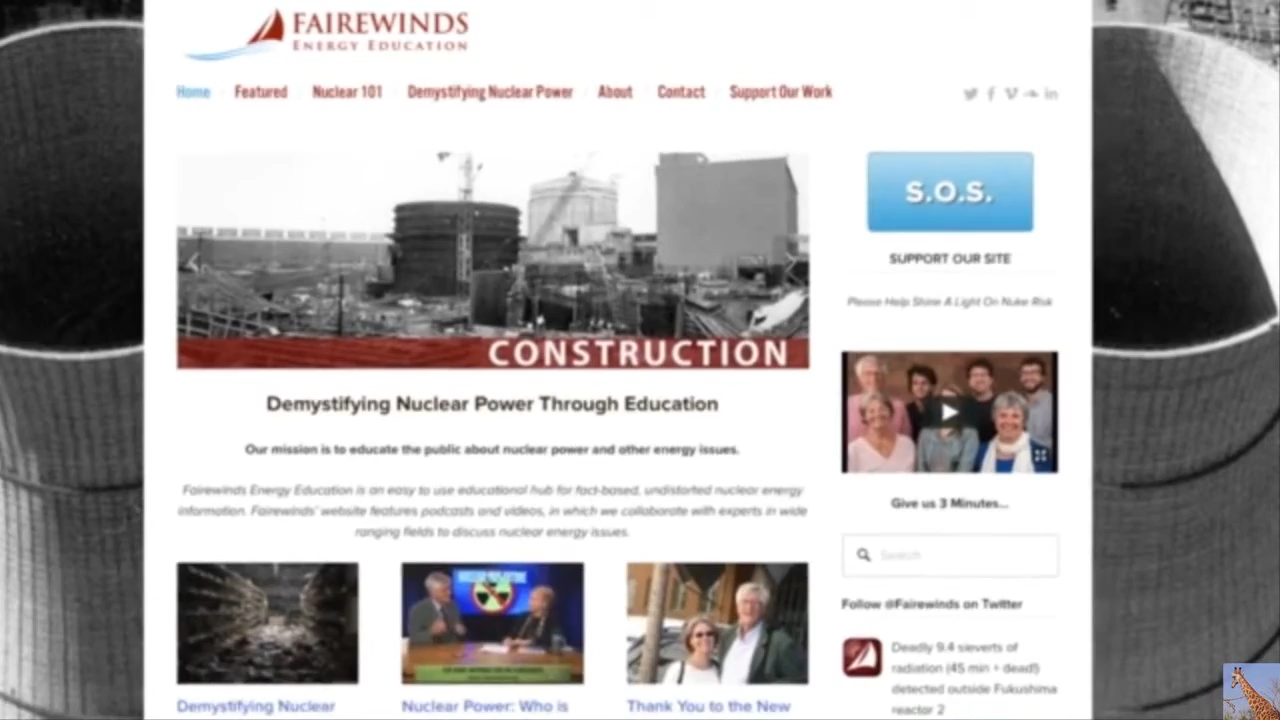 FAIREWINDS
ENERGY EDUCATION
Home Featured Nuclear 101 Demystifying Nuclear Power About Contact Support Our Work
S.O.S.
SUPPORT OUR SITE
Please Help Shine A Light On Nuke Risk
CONSTRUCTION
Demystifying Nuclear Power Through Education
Our mission is to educate the public about nuclear power and other energy issues.
Fairewinds Energy Education is an easy to use educational hub for fact-based, undistorted nuclear energy
information. Fairewinds' website features podcasts and videos, in which we collaborate with experts in wide
ranging fields to discuss nuclear energy issues.
Give us 3 Minutes...
Search
Follow @Fairewinds on Twitter
Deadly 9.4 sieverts of
radiation (45 min = dead!)
detected outside Fukushima
reactor 2
Demystifying Nuclear
Nuclear Power: Who is
Thank You to the New